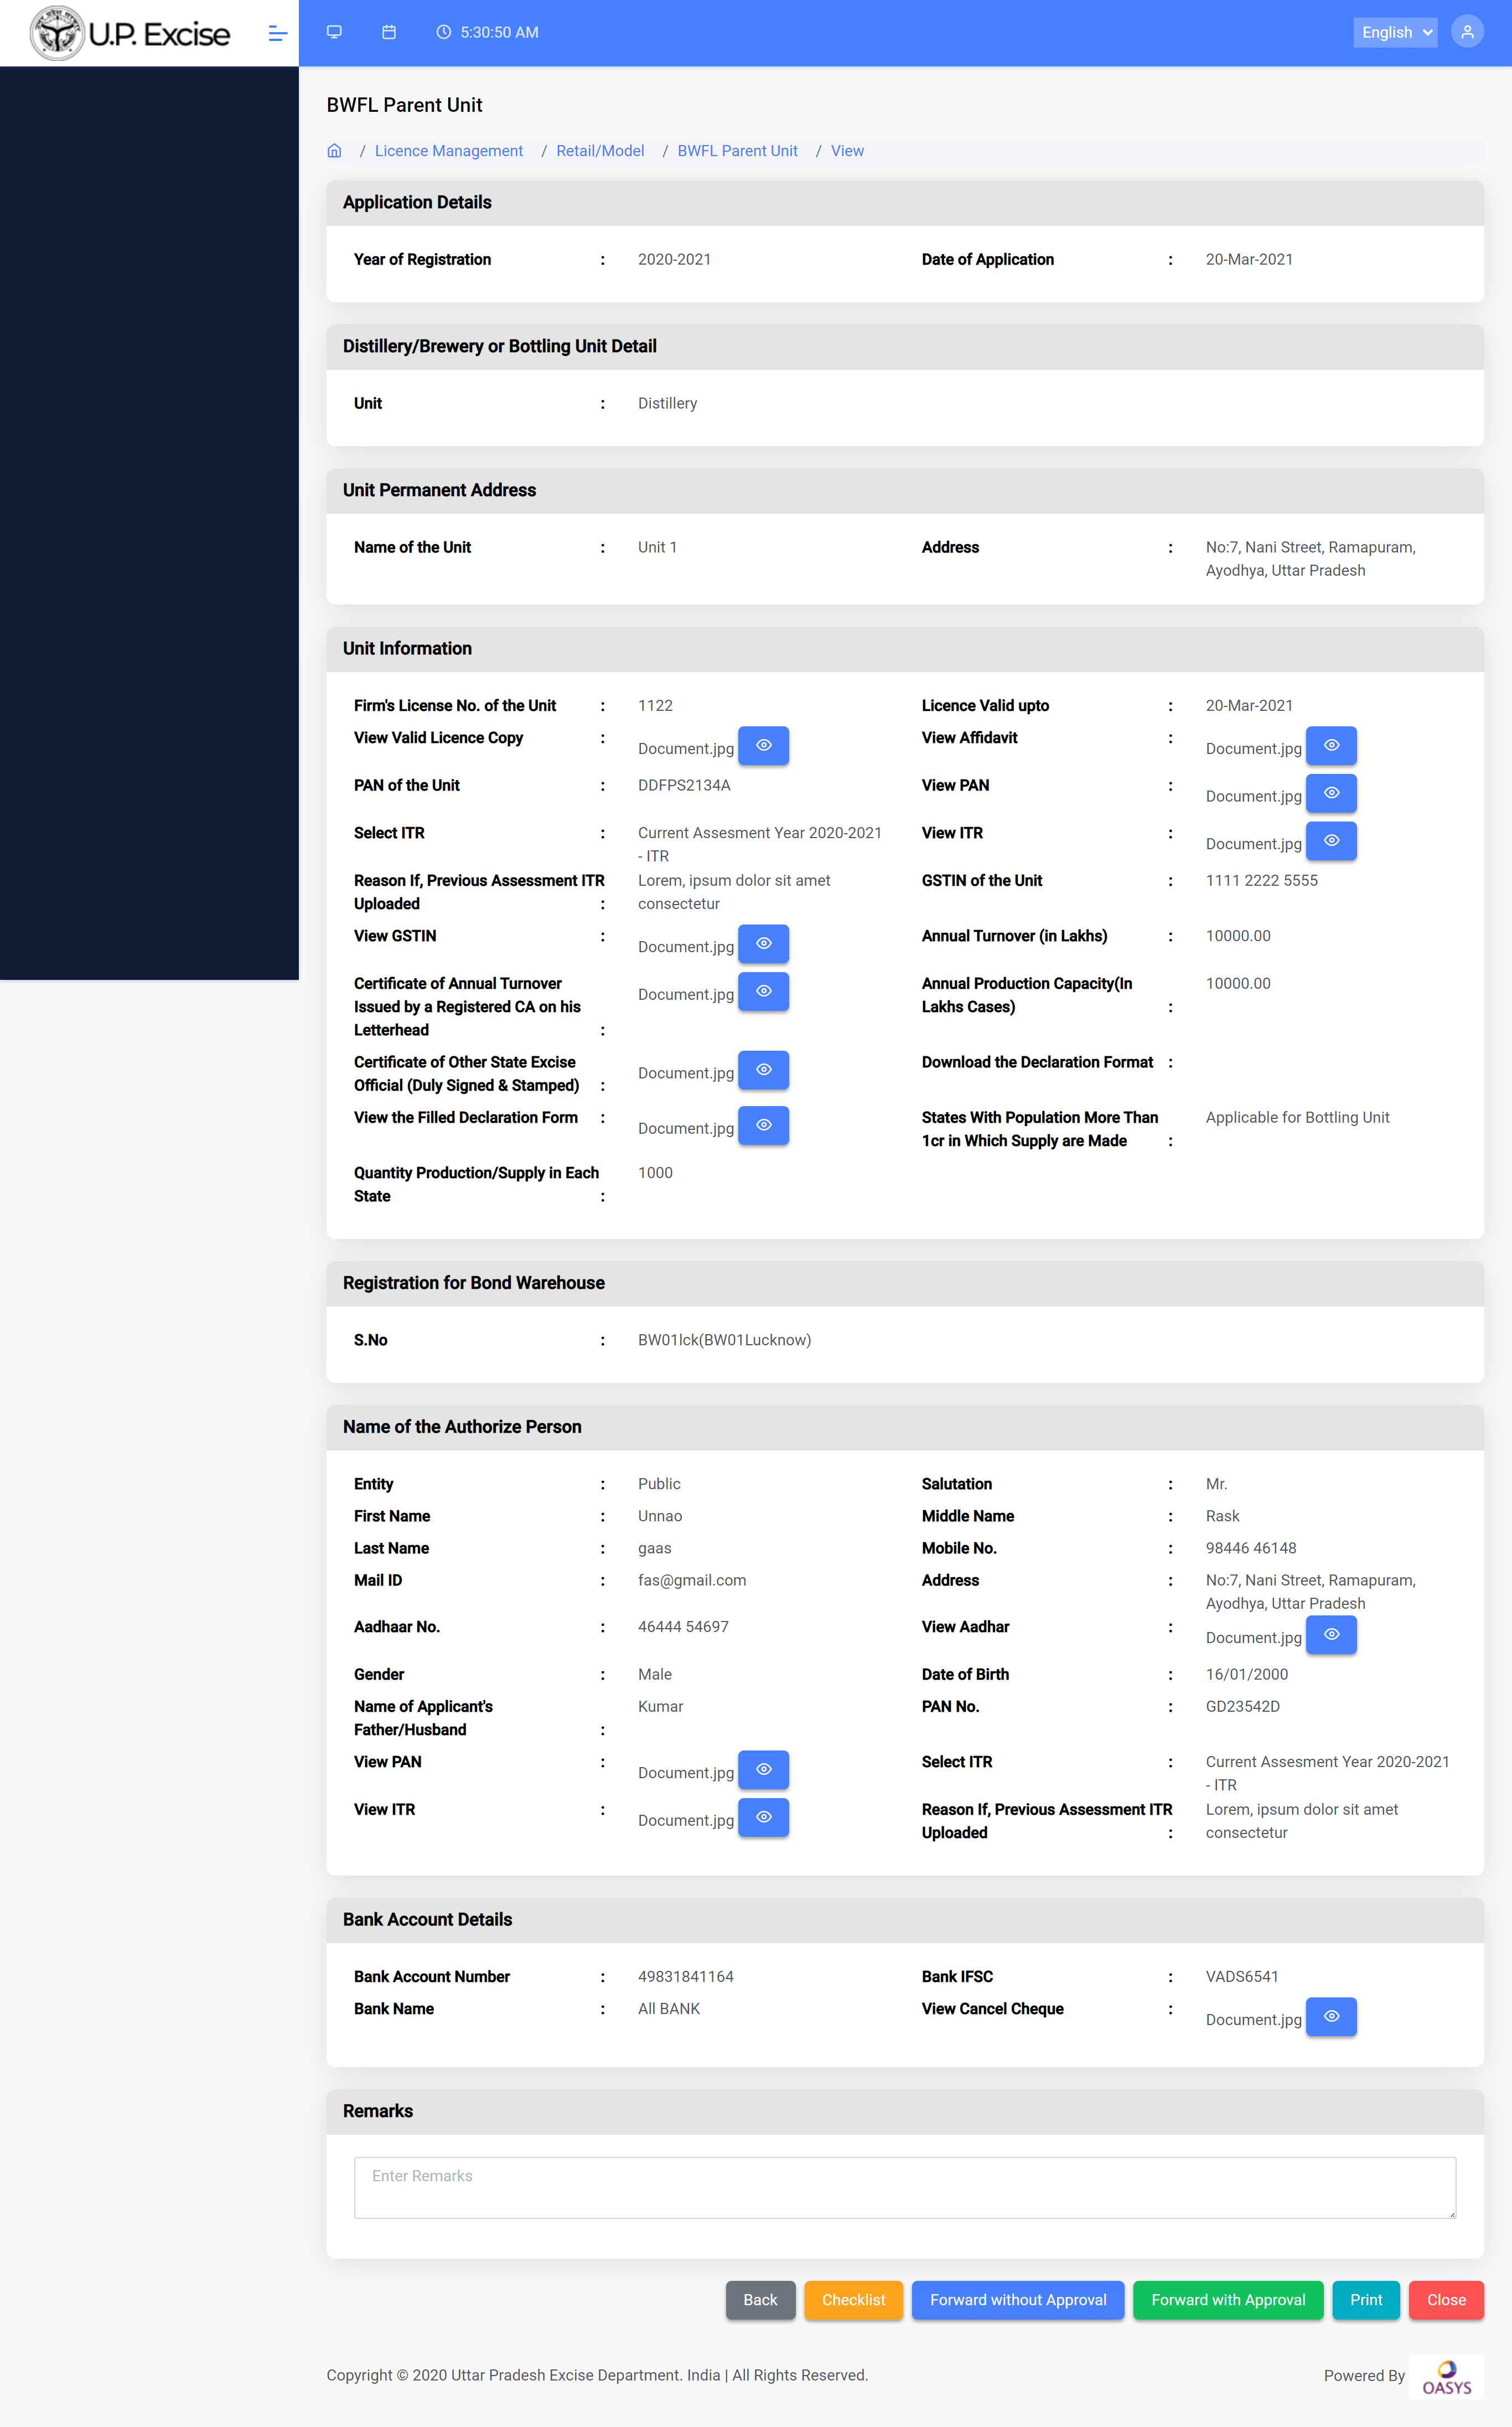 U.P. Excise
5:30:50 AM
English
BWFL Parent Unit
/ Licence Management / Retail/Model / BWFL Parent Unit / View
Application Details
Year of Registration : 2020-2021 Date of Application : 20-Mar-2021
Distillery/Brewery or Bottling Unit Detail
Unit : Distillery
Unit Permanent Address
Name of the Unit : Unit 1 Address : No:7, Nani Street, Ramapuram,
Ayodhya, Uttar Pradesh
Unit Information
Firm's License No. of the Unit : 1122 Licence Valid upto : 20-Mar-2021
View Valid Licence Copy : Document.jpg View Affidavit : Document.jpg
PAN of the Unit : DDFPS2134A View PAN : Document.jpg
Select ITR : Current Assesment Year 2020-2021 View ITR : Document.jpg
- ITR
Reason If, Previous Assessment ITR Lorem, ipsum dolor sit amet GSTIN of the Unit : 1111 2222 5555
Uploaded : consectetur
View GSTIN : Document.jpg Annual Turnover (in Lakhs) : 10000.00
Certificate of Annual Turnover Document.jpg Annual Production Capacity(In 10000.00
Issued by a Registered CA on his Lakhs Cases) :
Letterhead :
Certificate of Other State Excise Document.jpg Download the Declaration Format :
Official (Duly Signed & Stamped) :
View the Filled Declaration Form : Document.jpg States With Population More Than Applicable for Bottling Unit
1cr in Which Supply are Made :
Quantity Production/Supply in Each 1000
State :
Registration for Bond Warehouse
S.No : BW01lck(BW01Lucknow)
Name of the Authorize Person
Entity : Public Salutation : Mr.
First Name : Unnao Middle Name : Rask
Last Name : gaas Mobile No. : 98446 46148
Mail ID : fas@gmail.com Address : No:7, Nani Street, Ramapuram,
Ayodhya, Uttar Pradesh
Aadhaar No. : 46444 54697 View Aadhar : Document.jpg
Gender : Male Date of Birth : 16/01/2000
Name of Applicant's Kumar PAN No. : GD23542D
Father/Husband :
View PAN : Document.jpg Select ITR : Current Assesment Year 2020-2021
- ITR
View ITR : Document.jpg Reason If, Previous Assessment ITR Lorem, ipsum dolor sit amet
Uploaded : consectetur
Bank Account Details
Bank Account Number : 49831841164 Bank IFSC : VADS6541
Bank Name : All BANK View Cancel Cheque : Document.jpg
Remarks
Enter Remarks
Back Checklist Forward without Approval Forward with Approval Print Close
Copyright © 2020 Uttar Pradesh Excise Department. India | All Rights Reserved. Powered By OASYS